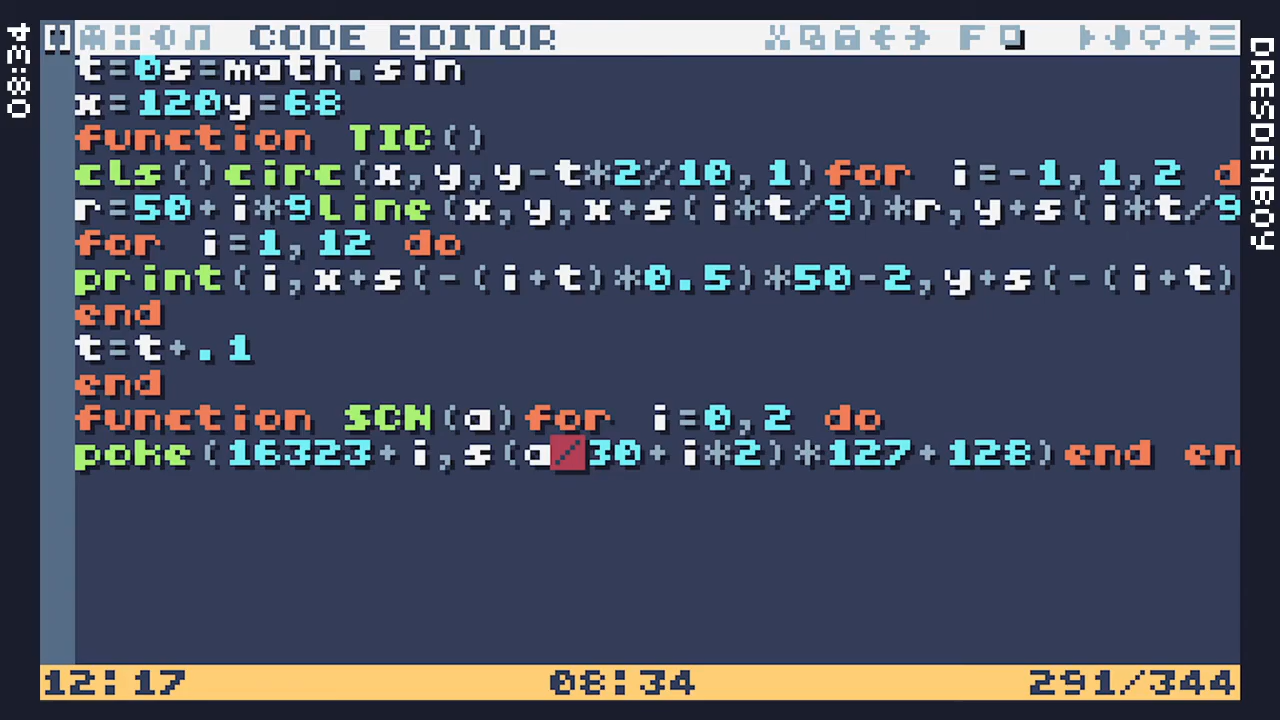 08:34
CODE EDITOR
F
DRESDENBOY
t=0s=math.sin
x=120y=68
function TIC()
cls()circ(x,y,y-t*2%10,1)for i=-1,1,2 d
r=50+i*9line(x,y,x+s(i*t/9)*r,y+s(i*t/9
for i=1,12 do
print(i,x+s(-(i+t)*0.5)*50-2,y+s(-(i+t)
end
t=t+.1
end
function SCN(a)for i=0,2 do
poke(16323+i,s(a/30+i*2)*127+128)end en
12:17
08:34
291/344